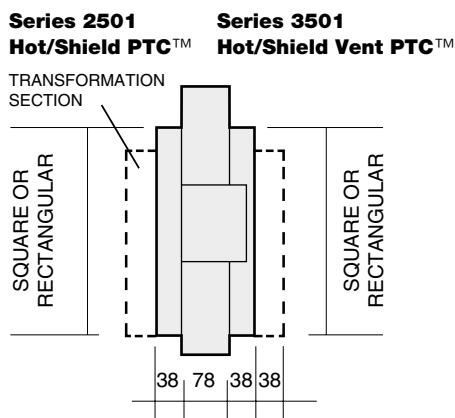 Series 2501
Hot/Shield PTC™
Series 3501
Hot/Shield Vent PTC™
TRANSFORMATION
SECTION
SQUARE OR
RECTANGULAR
SQUARE OR
RECTANGULAR
38 78 38 38